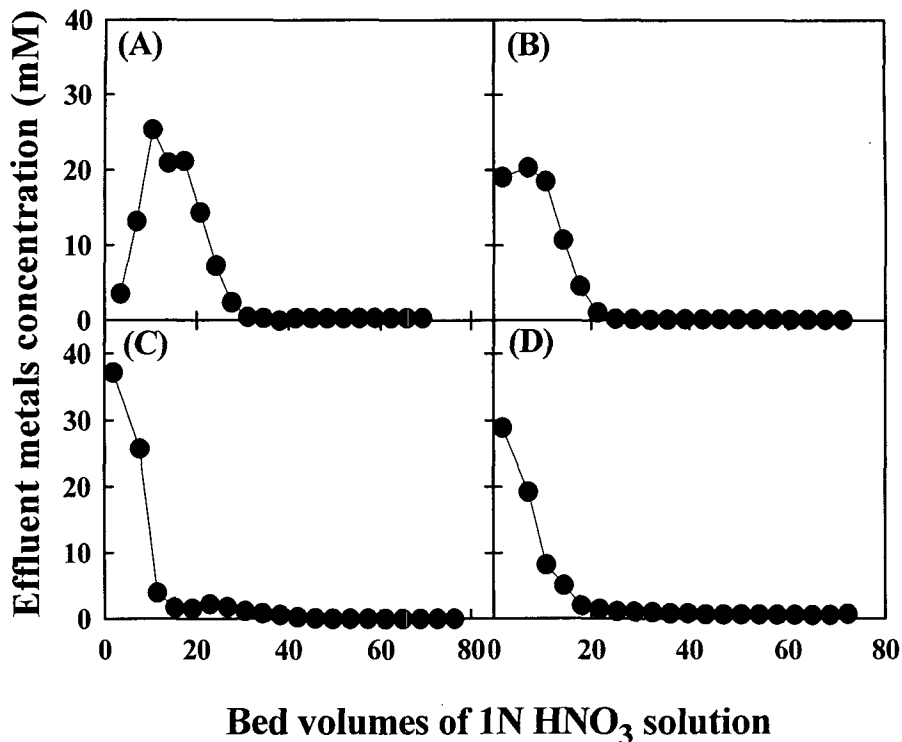 Effluent metals concentration (mM)
40
30
20
10
0
(A)
(B)
40
30
20
10
0
(C)
(D)
0 20 40 60 80 0 20 40 60 80
Bed volumes of 1N HNO₃ solution